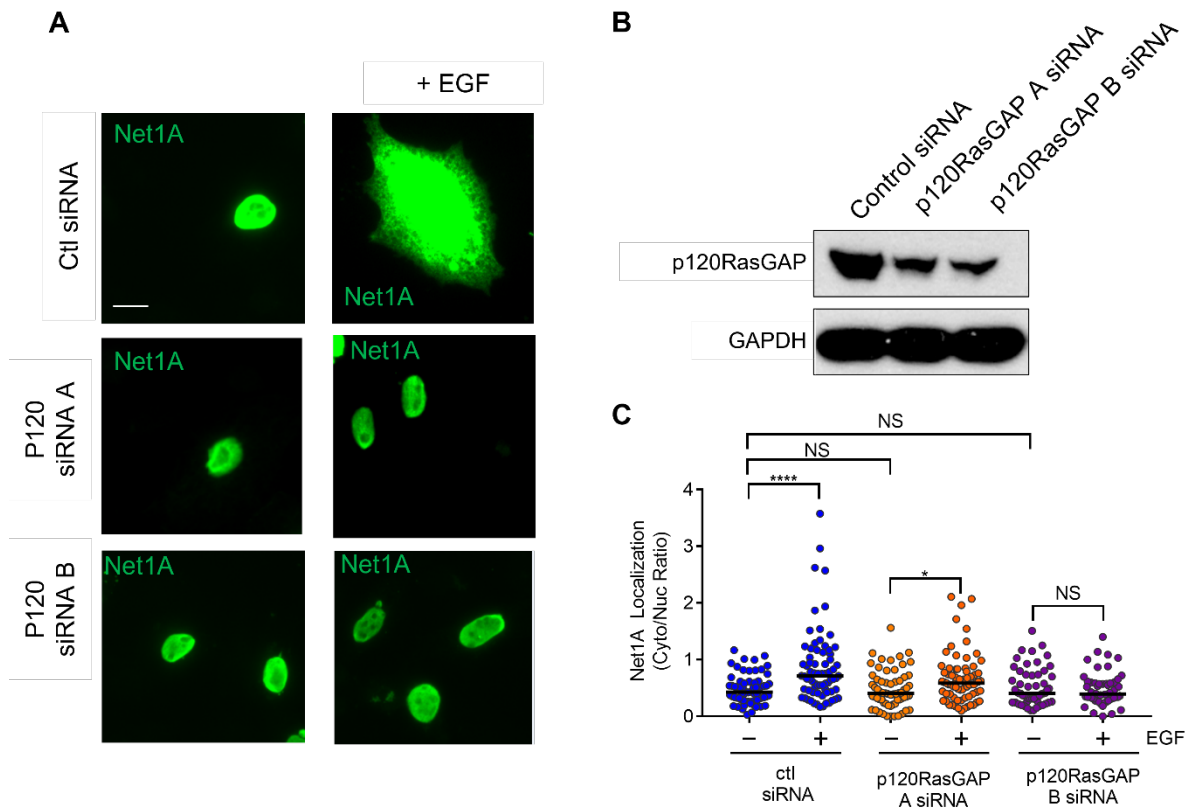 A
+ EGF
Ctl siRNA
Net1A
Net1A
P120
siRNA A
Net1A
Net1A
P120
siRNA B
Net1A
Net1A
B
Control siRNA
p120RasGAP A siRNA
p120RasGAP B siRNA
p120RasGAP
GAPDH
C
NS
NS
****
*
NS
Net1A Localization
(Cyto/Nuc Ratio)
4
3
2
1
0
– + – + – + EGF
ctl
siRNA
p120RasGAP
A siRNA
p120RasGAP
B siRNA